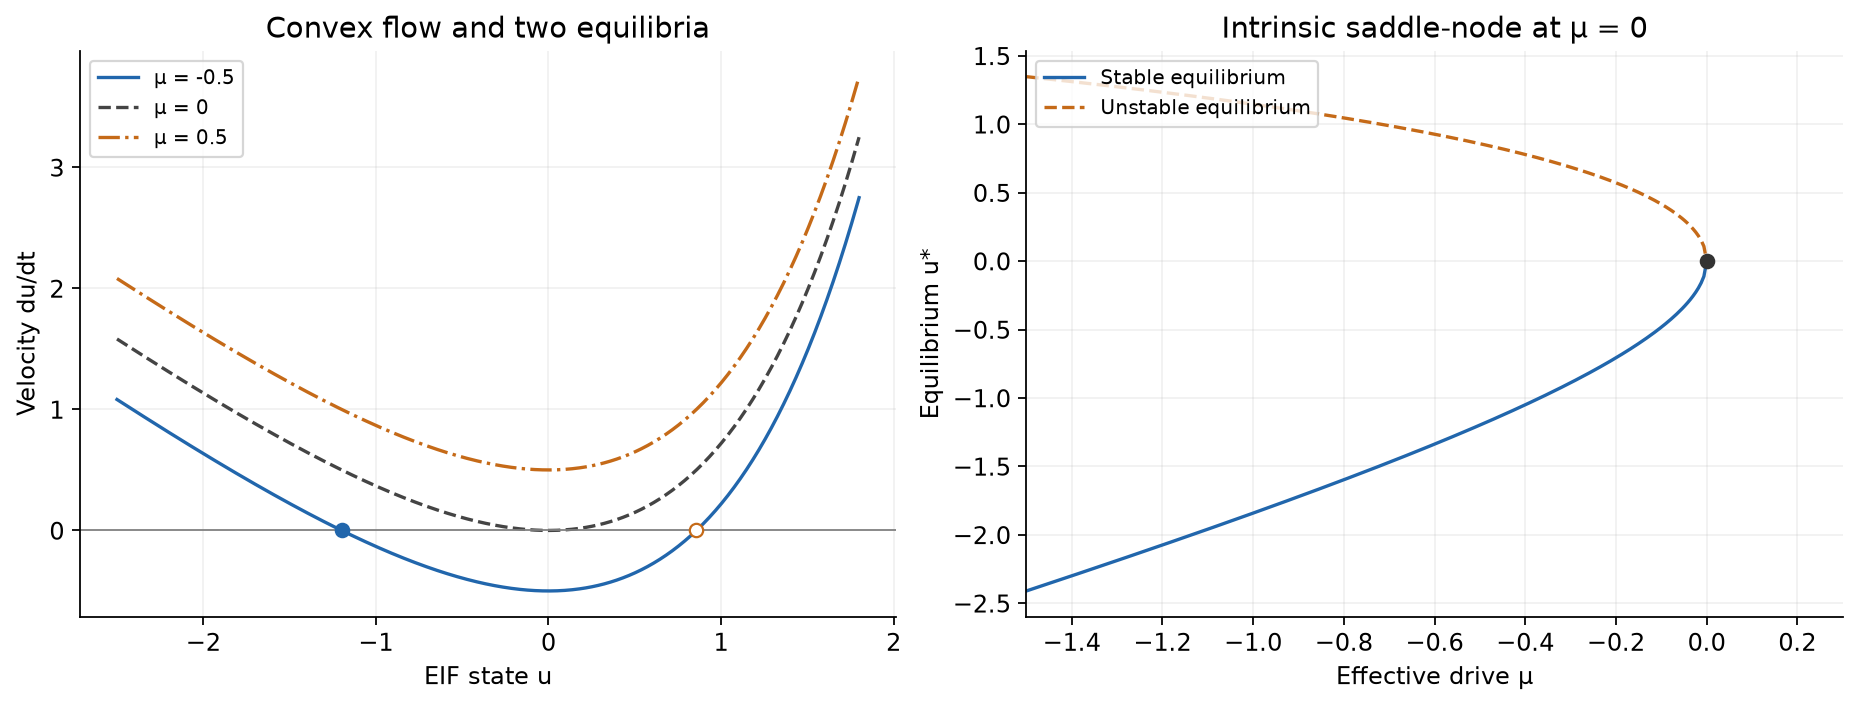 Convex flow and two equilibria
μ = -0.5
μ = 0
μ = 0.5
3
2
1
0
−2
−1
0
1
2
Velocity du/dt
EIF state u
Intrinsic saddle-node at μ = 0
Stable equilibrium
Unstable equilibrium
1.5
1.0
0.5
0.0
−0.5
−1.0
−1.5
−2.0
−2.5
−1.4
−1.2
−1.0
−0.8
−0.6
−0.4
−0.2
0.0
0.2
Equilibrium u*
Effective drive μ